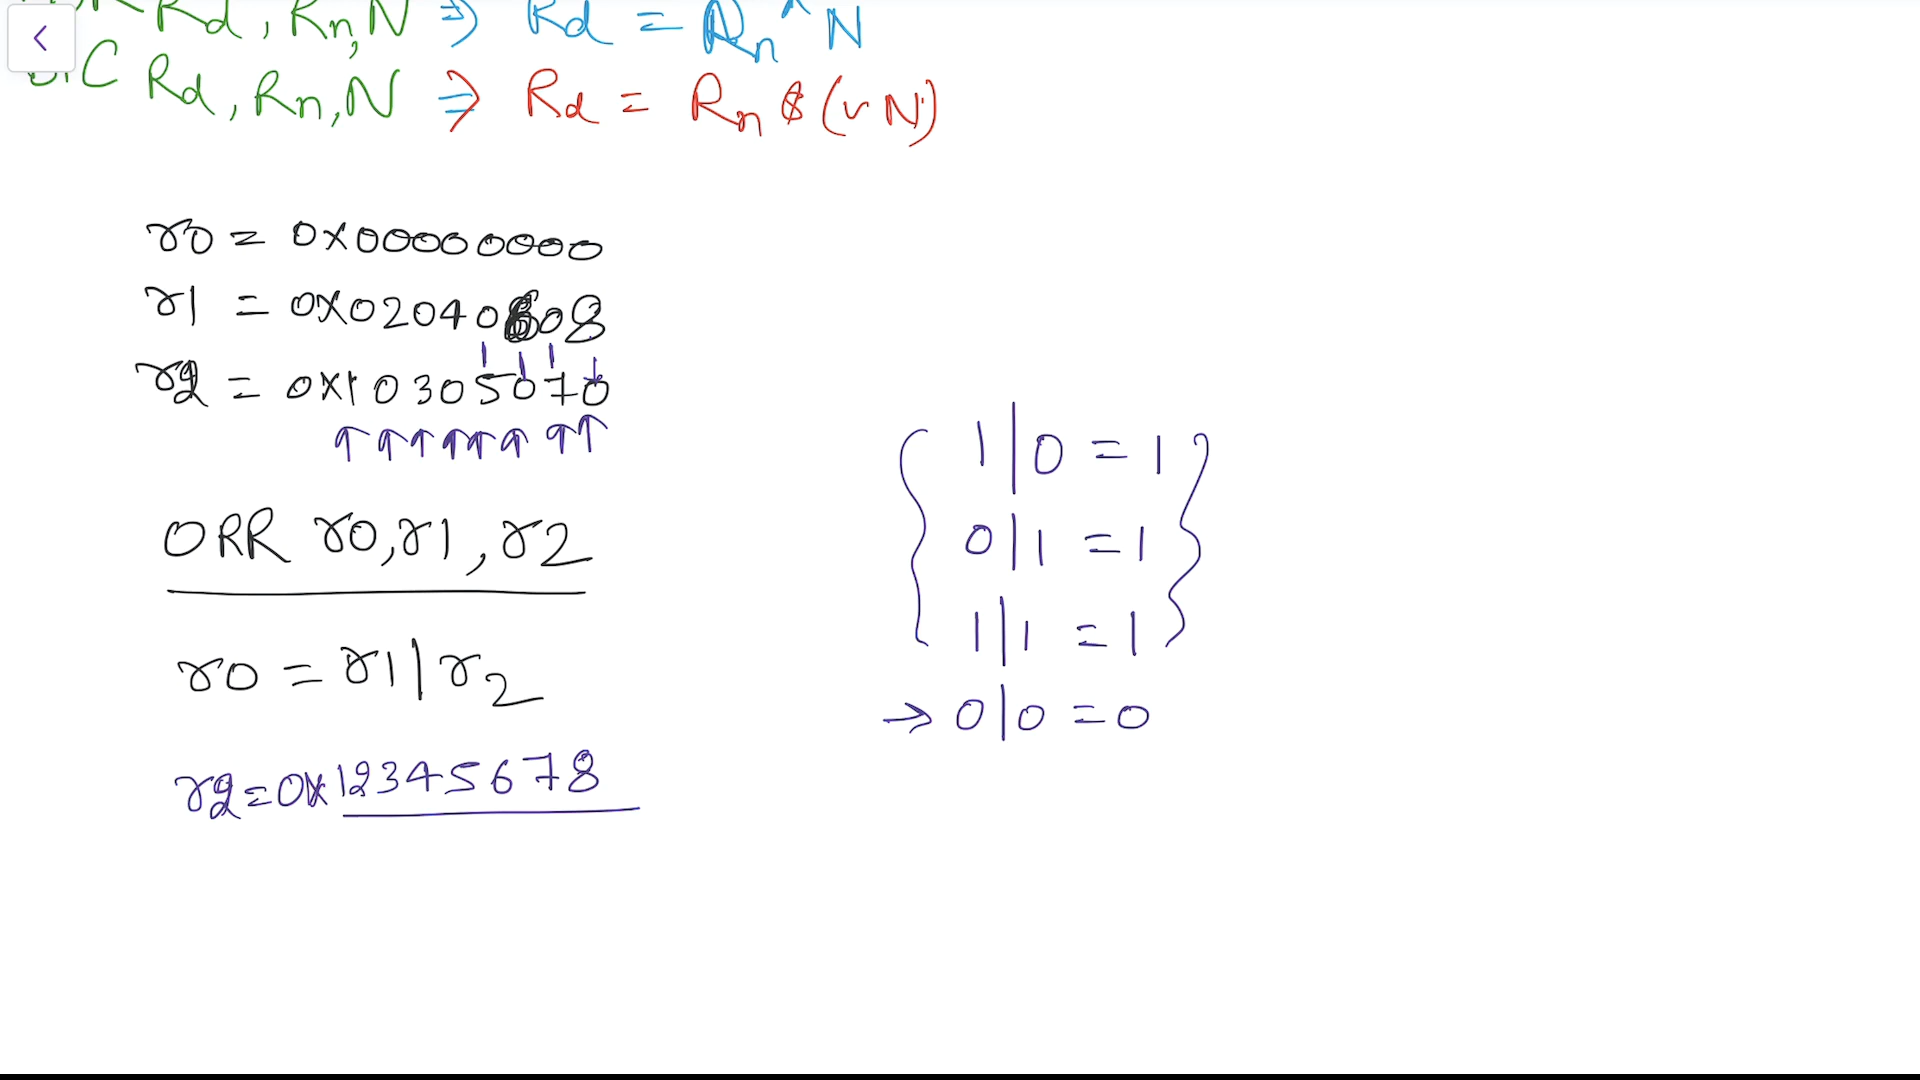 Rd, Rn, N ⇒ Rd = Rn ^ N
BIC Rd, Rn, N ⇒ Rd = Rn & (~N)
r0 = 0x00000000
r1 = 0x02040608
r2 = 0x10305070
ORR r0, r1, r2
r0 = r1 | r2
r2 = 0x12345678
1 | 0 = 1
0 | 1 = 1
1 | 1 = 1
→ 0 | 0 = 0